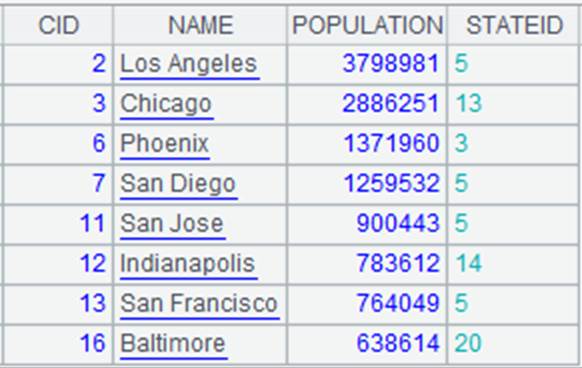 CID NAME POPULATION STATEID
2 Los Angeles 3798981 5
3 Chicago 2886251 13
6 Phoenix 1371960 3
7 San Diego 1259532 5
11 San Jose 900443 5
12 Indianapolis 783612 14
13 San Francisco 764049 5
16 Baltimore 638614 20